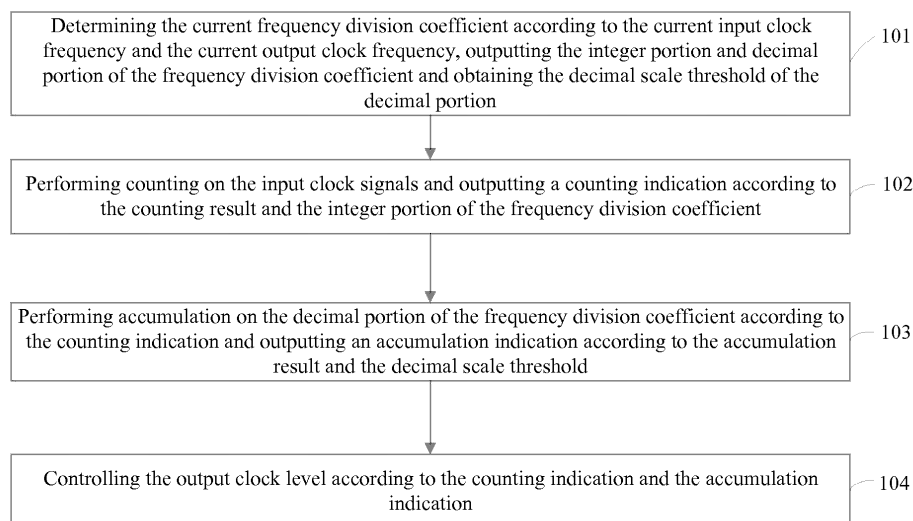 Determining the current frequency division coefficient according to the current input clock
frequency and the current output clock frequency, outputing the integer portion and decimal
portion of the frequency division coefficient and obtaining the decimal scale threshold of the
decimal portion
101
Performing counting on the input clock signals and outputting a counting indication according to
the counting result and the integer portion of the frequency division coefficient
102
Performing accumulation on the decimal portion of the frequency division coefficient according to
the counting indication and outputting an accumulation indication according to the accumulation
result and the decimal scale threshold
103
Controlling the output clock level according to the counting indication and the accumulation
indication
104